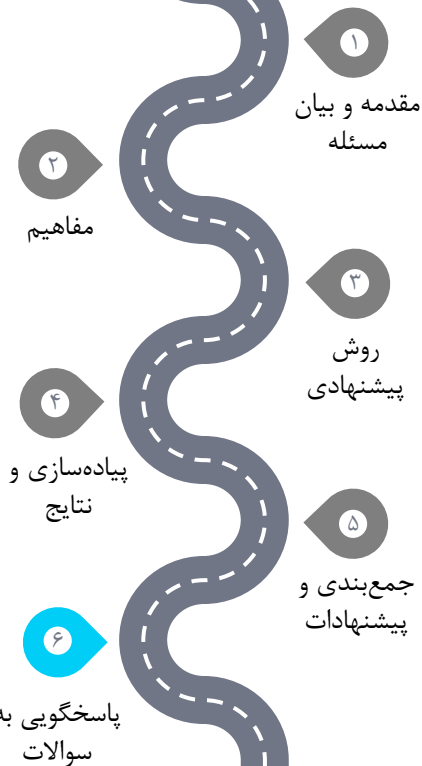 ۱
مقدمه و بیان
مسئله
۲
مفاهیم
۳
روش
پیشنهادی
۴
پیاده‌سازی و
نتایج
۵
جمع‌بندی و
پیشنهادات
۶
پاسخگویی به
سوالات